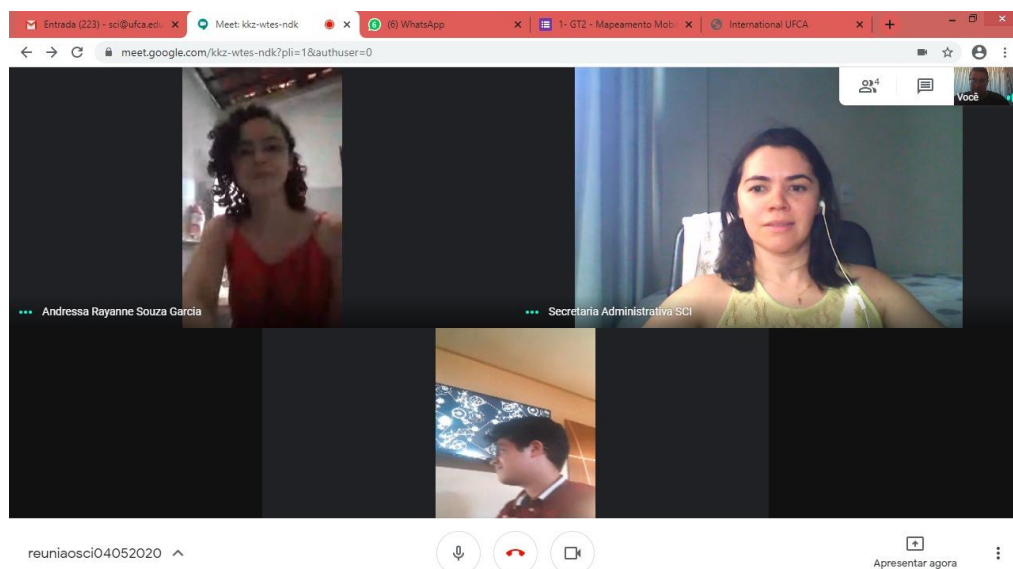 Entrada (223) - sci@ufca.edu
Meet: kkz-wtes-ndk
(6) WhatsApp
1- GT2 - Mapeamento Mobi
International UFCA
meet.google.com/kkz-wtes-ndk?pli=1&authuser=0
4
Você
Andressa Rayanne Souza Garcia
Secretaria Administrativa SCI
reuniaosci04052020
Apresentar agora